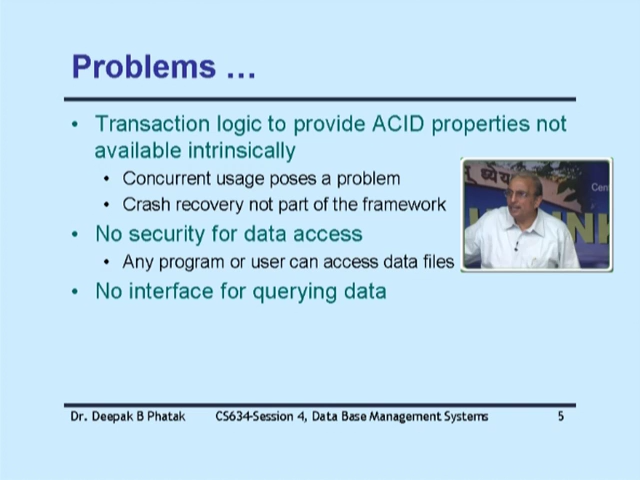 Problems ...
• Transaction logic to provide ACID properties not
available intrinsically
• Concurrent usage poses a problem
• Crash recovery not part of the framework
• No security for data access
• Any program or user can access data files
• No interface for querying data
ध्येय
Cen
INK
Dr. Deepak B Phatak CS634-Session 4, Data Base Management Systems 5